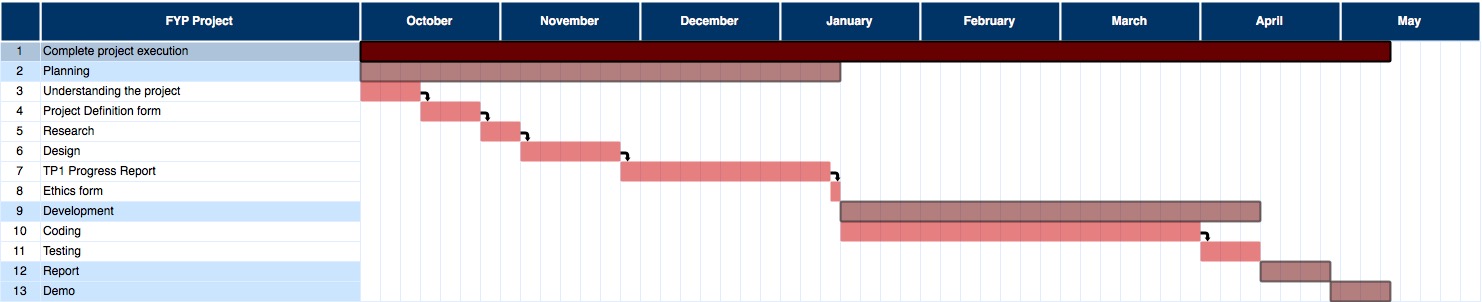 FYP Project October November December January February March April May
1 Complete project execution
2 Planning
3 Understanding the project
4 Project Definition form
5 Research
6 Design
7 TP1 Progress Report
8 Ethics form
9 Development
10 Coding
11 Testing
12 Report
13 Demo